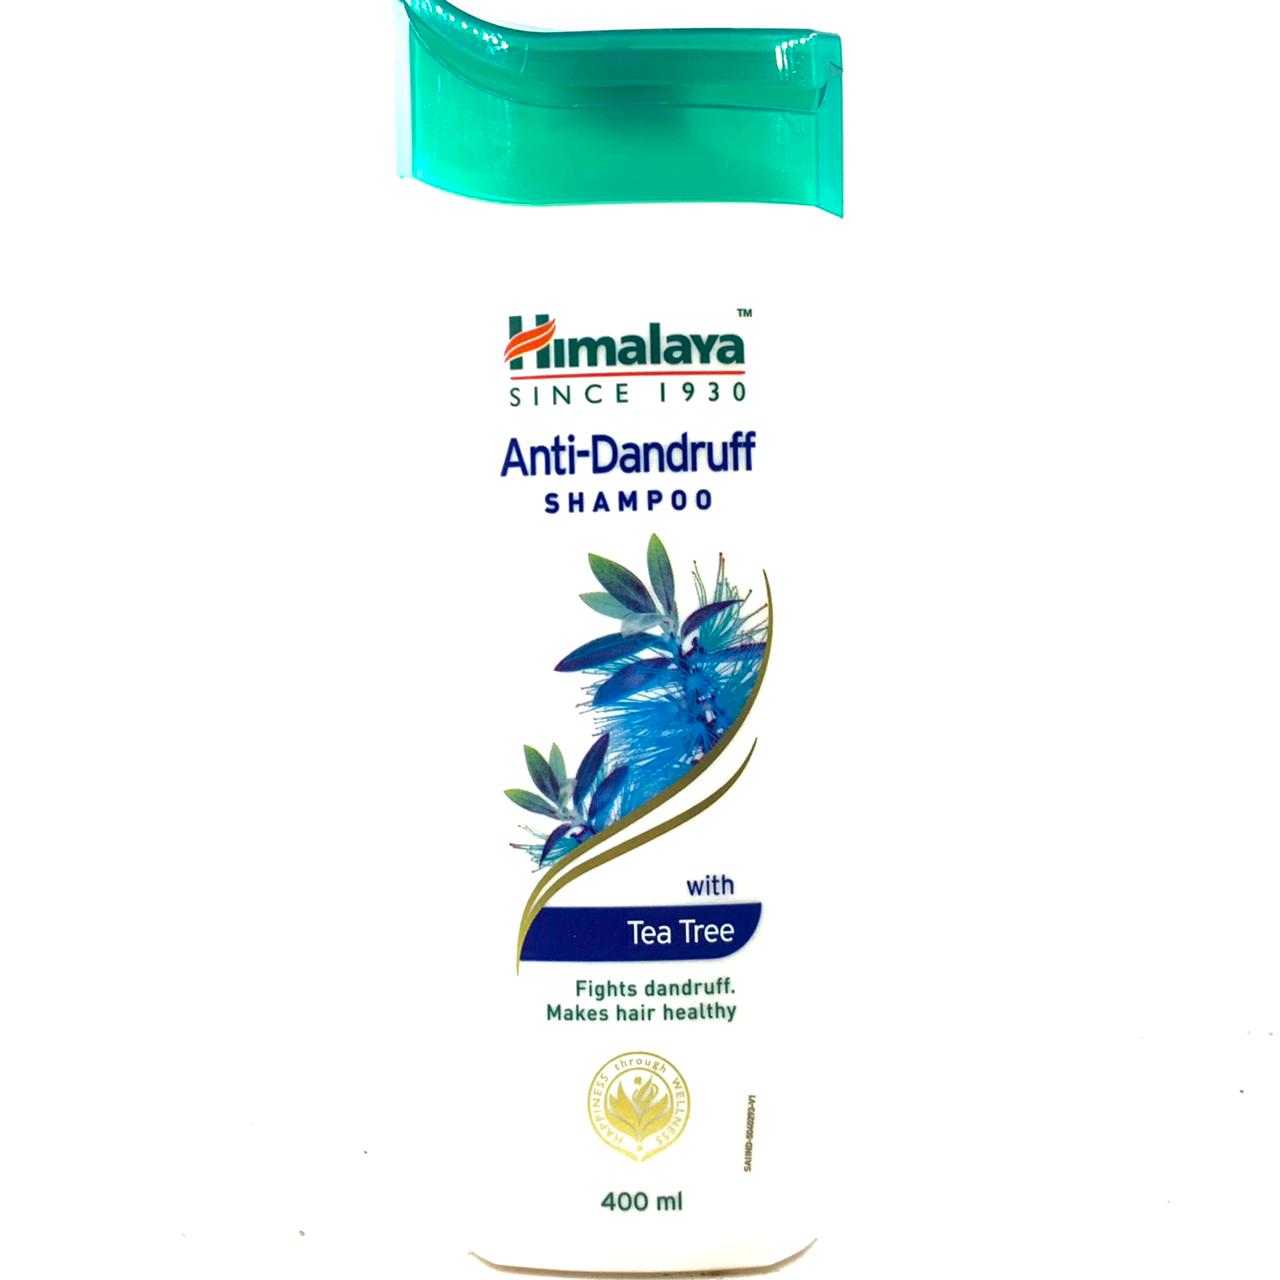 Himalaya™
SINCE 1930
Anti-Dandruff
SHAMPOO
with
Tea Tree
Fights dandruff.
Makes hair healthy
HAPPINESS through WELLNESS
400 ml